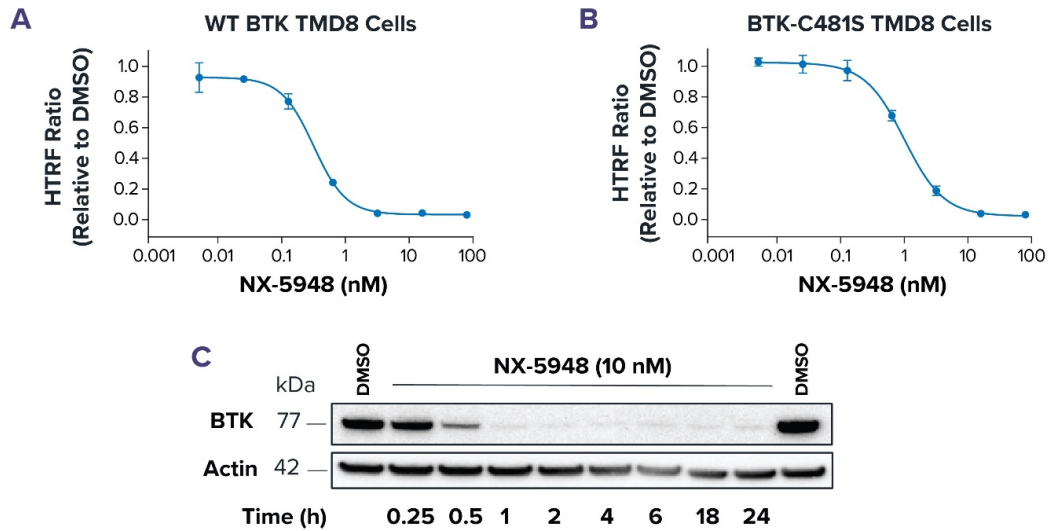 A
WT BTK TMD8 Cells
HTRF Ratio
(Relative to DMSO)
1.0
0.8
0.6
0.4
0.2
0.0
0.001 0.01 0.1 1 10 100
NX-5948 (nM)
B
BTK-C481S TMD8 Cells
HTRF Ratio
(Relative to DMSO)
1.0
0.8
0.6
0.4
0.2
0.0
0.001 0.01 0.1 1 10 100
NX-5948 (nM)
C
DMSO
NX-5948 (10 nM)
DMSO
kDa
BTK 77
Actin 42
Time (h) 0.25 0.5 1 2 4 6 18 24